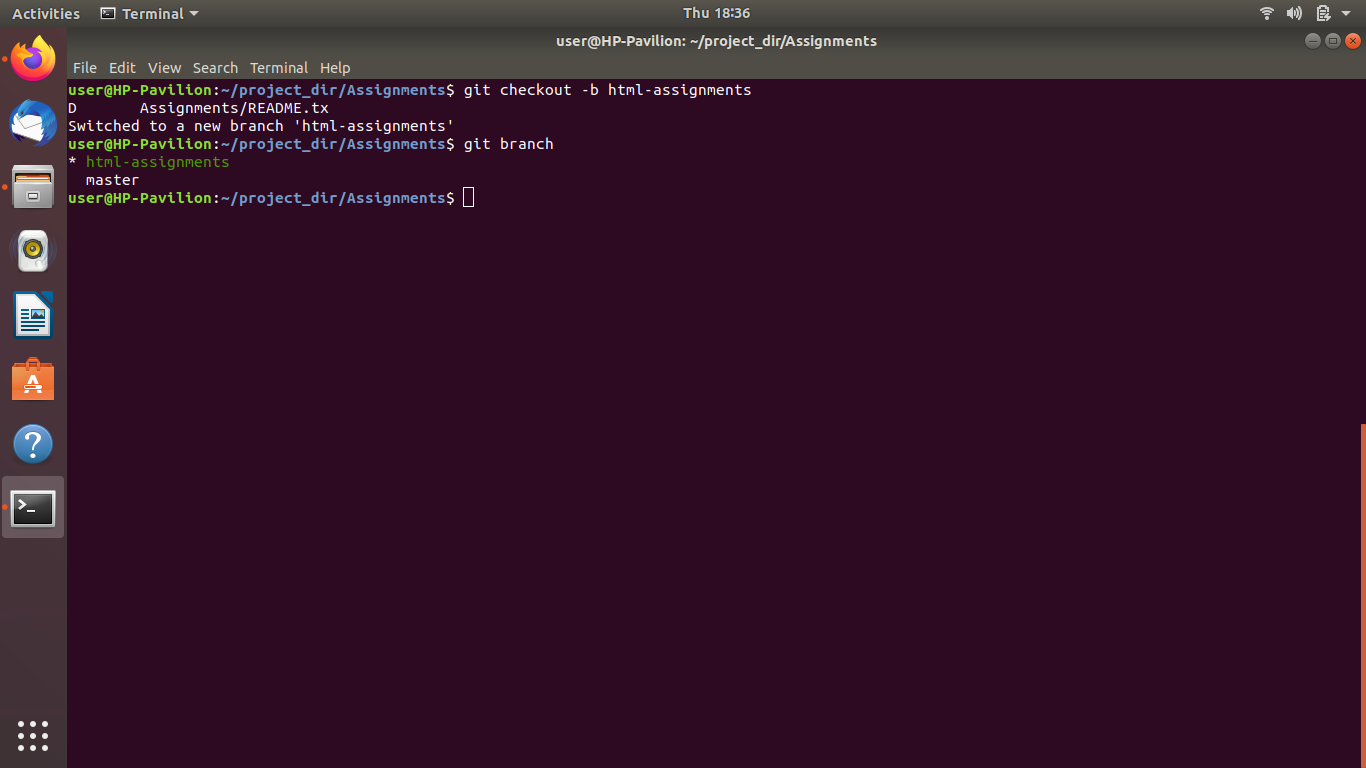 Activities Terminal Thu 18:36
user@HP-Pavilion: ~/project_dir/Assignments
File Edit View Search Terminal Help
user@HP-Pavilion:~/project_dir/Assignments$ git checkout -b html-assignments
D       Assignments/README.tx
Switched to a new branch 'html-assignments'
user@HP-Pavilion:~/project_dir/Assignments$ git branch
* html-assignments
  master
user@HP-Pavilion:~/project_dir/Assignments$